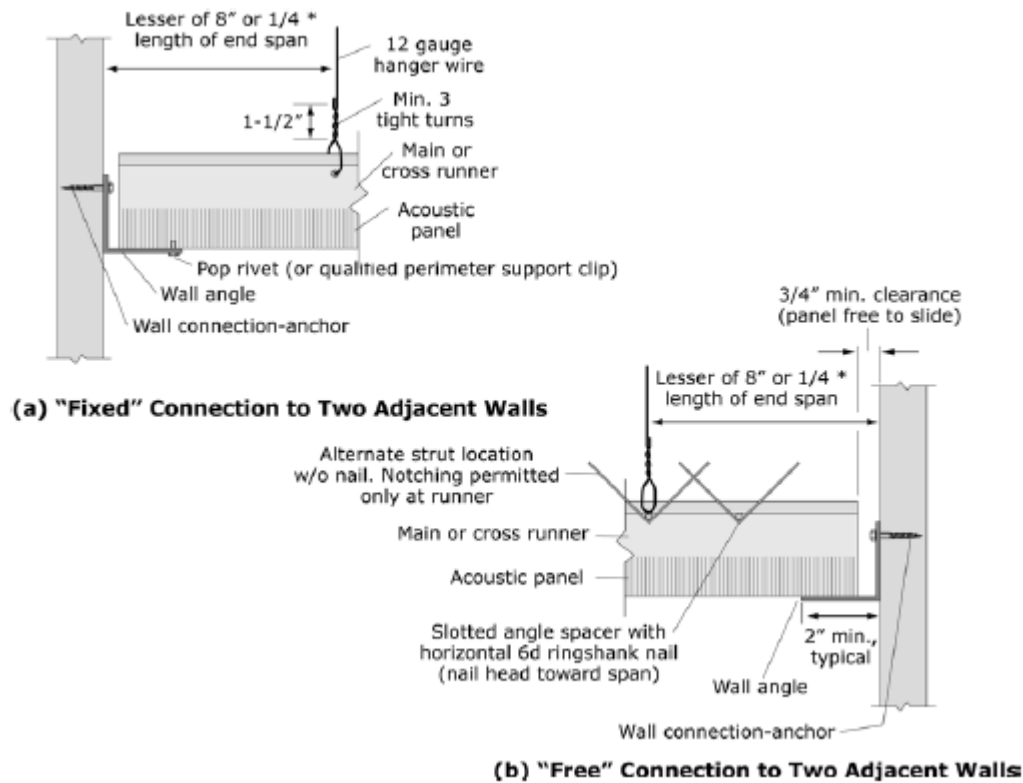 Lesser of 8” or 1/4 *
length of end span
12 gauge
hanger wire
1-1/2”
Min. 3
tight turns
Main or
cross runner
Acoustic
panel
Pop rivet (or qualified perimeter support clip)
Wall angle
Wall connection-anchor
(a) “Fixed” Connection to Two Adjacent Walls
3/4” min. clearance
(panel free to slide)
Lesser of 8” or 1/4 *
length of end span
Alternate strut location
w/o nail. Notching permitted
only at runner
Main or cross runner
Acoustic panel
Slotted angle spacer with
horizontal 6d ringshank nail
(nail head toward span)
2” min.,
typical
Wall angle
Wall connection-anchor
(b) “Free” Connection to Two Adjacent Walls